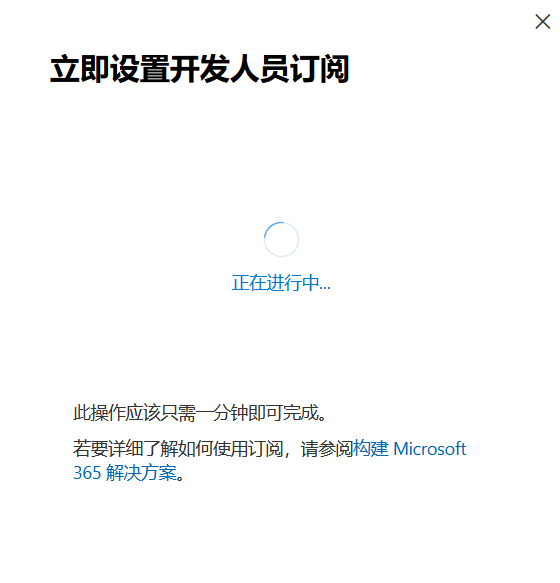 立即设置开发人员订阅
正在进行中...
此操作应该只需一分钟即可完成。
若要详细了解如何使用订阅，请参阅构建 Microsoft
365 解决方案。